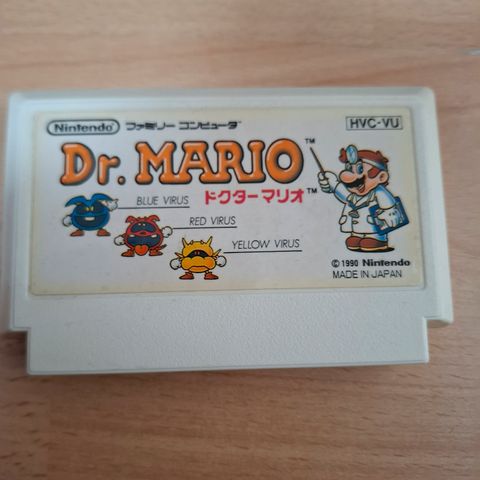 Nintendo ファミリー コンピュータ HVC-VU
Dr. MARIO™
ドクターマリオ™
BLUE VIRUS
RED VIRUS
YELLOW VIRUS
© 1990 Nintendo
MADE IN JAPAN